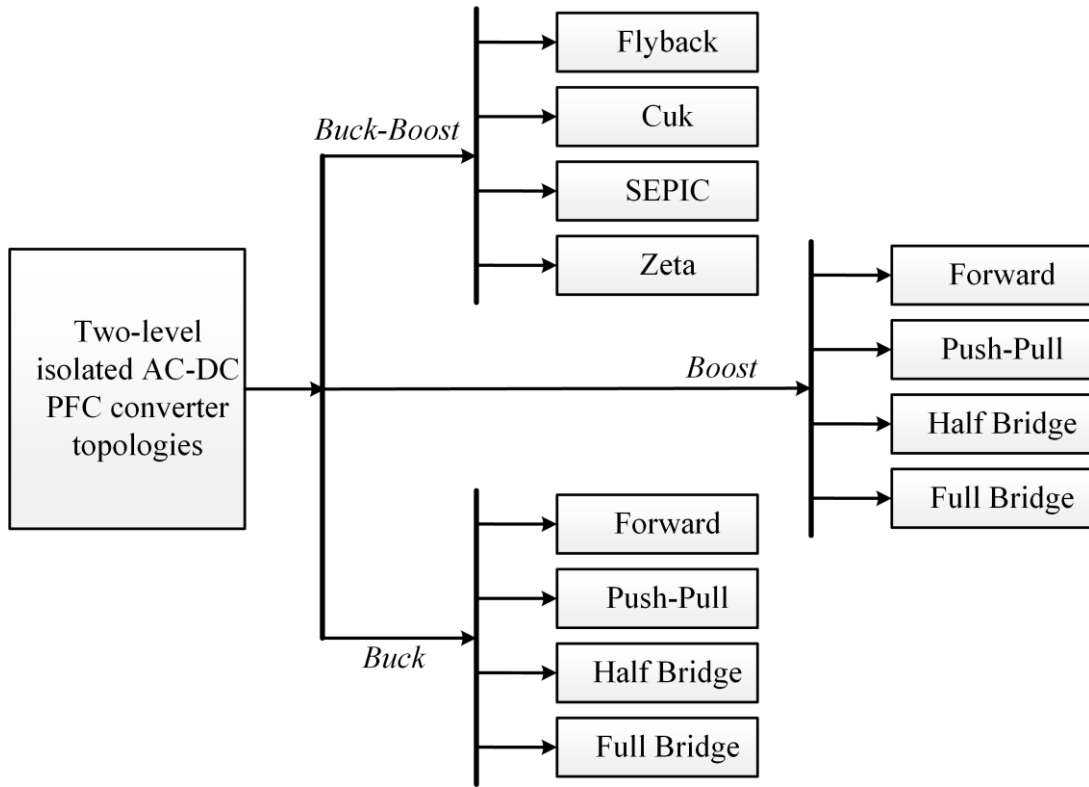 Two-level
isolated AC-DC
PFC converter
topologies
Buck-Boost
Flyback
Cuk
SEPIC
Zeta
Boost
Forward
Push-Pull
Half Bridge
Full Bridge
Buck
Forward
Push-Pull
Half Bridge
Full Bridge